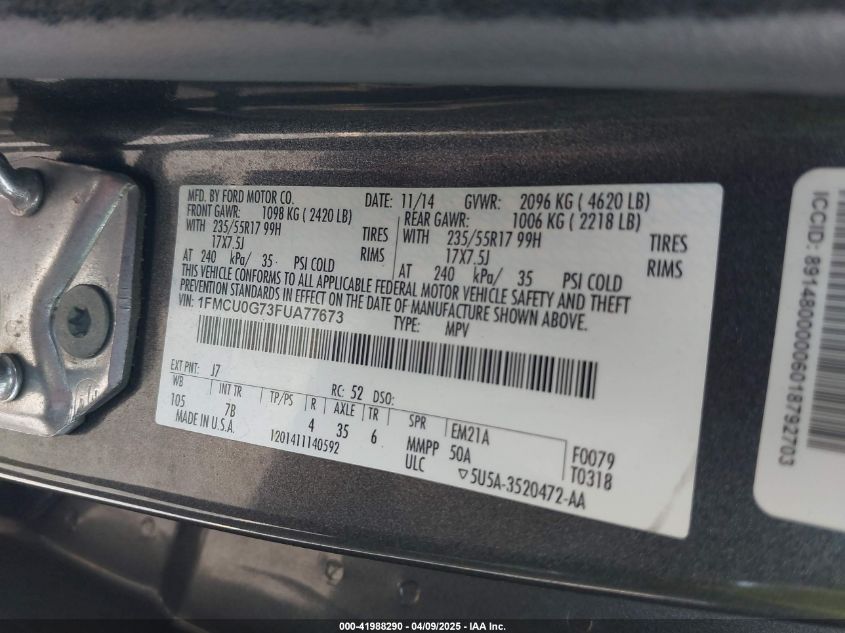 MFD. BY FORD MOTOR CO.
DATE: 11/14 GVWR: 2096 KG ( 4620 LB)
FRONT GAWR: 1098 KG ( 2420 LB) REAR GAWR: 1006 KG ( 2218 LB)
WITH 235/55R17 99H TIRES WITH 235/55R17 99H TIRES
17X7.5J RIMS 17X7.5J RIMS
AT 240 kPa/ 35 PSI COLD AT 240 kPa/ 35 PSI COLD
THIS VEHICLE CONFORMS TO ALL APPLICABLE FEDERAL MOTOR VEHICLE SAFETY AND THEFT
PREVENTION STANDARDS IN EFFECT ON THE DATE OF MANUFACTURE SHOWN ABOVE.
VIN: 1FMCU0G73FUA77673
TYPE: MPV
EXT PNT: J7 RC: 52 DSO:
WB INT TR TP/PS R AXLE TR SPR EM21A F0079
105 7B 4 35 6 MMPP 50A T0318
MADE IN U.S.A. 1201411140592 ULC ▽5U5A-3520472-AA
ICCID: 89148000006018792703
000-41988290 - 04/09/2025 - IAA Inc.